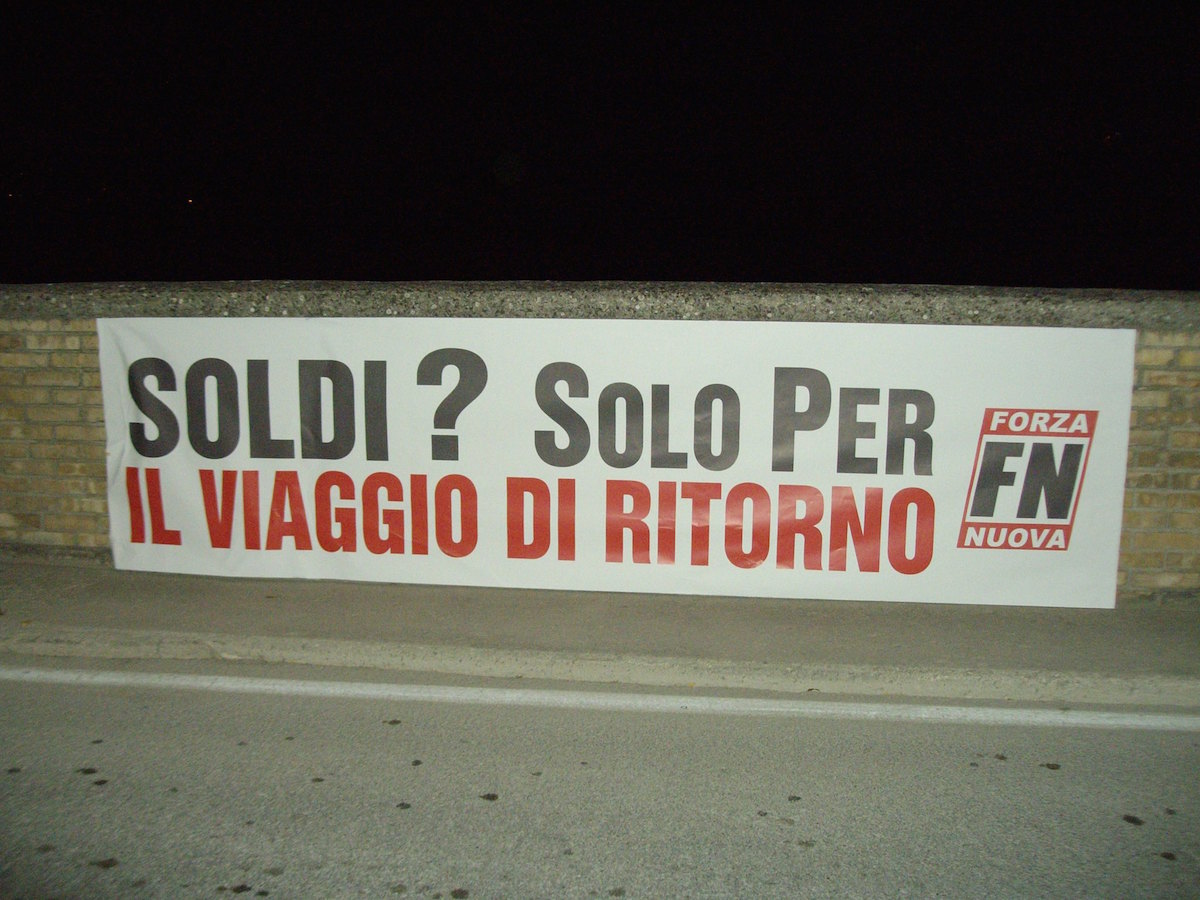 SOLDI ? SOLO PER
IL VIAGGIO DI RITORNO
FORZA
FN
NUOVA